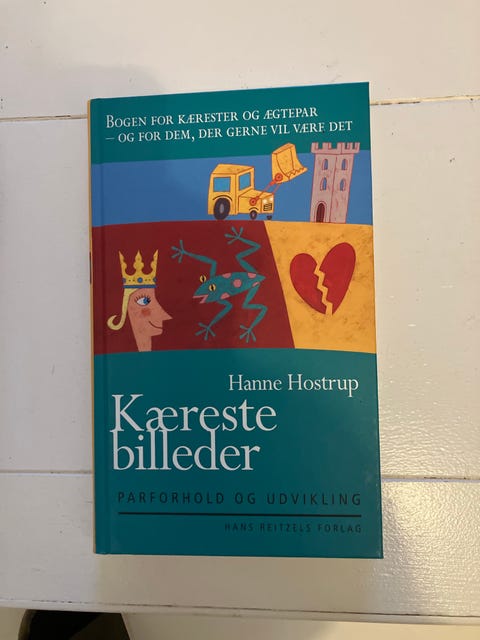 BOGEN FOR KÆRESTER OG ÆGTEPAR
– OG FOR DEM, DER GERNE VIL VÆRE DET
Hanne Hostrup
Kæreste
billeder
PARFORHOLD OG UDVIKLING
HANS REITZELS FORLAG